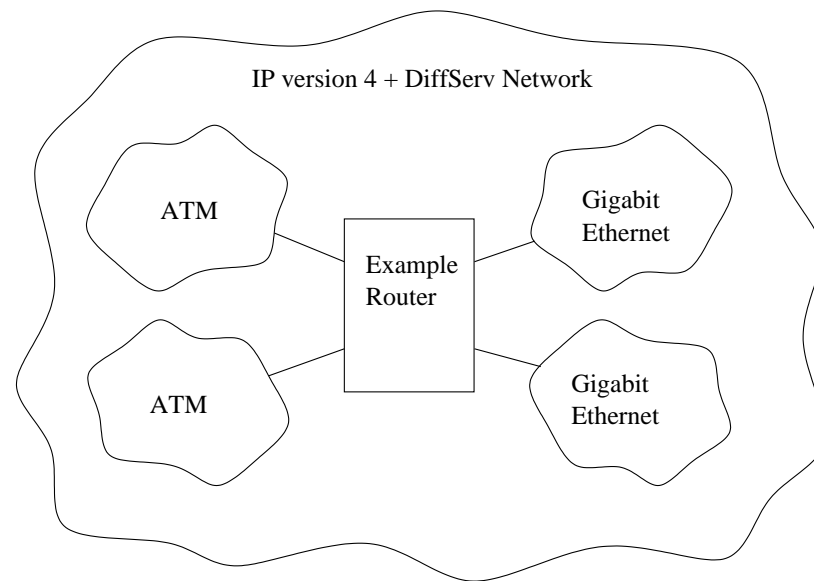 IP version 4 + DiffServ Network
ATM
Gigabit
Ethernet
Example
Router
ATM
Gigabit
Ethernet